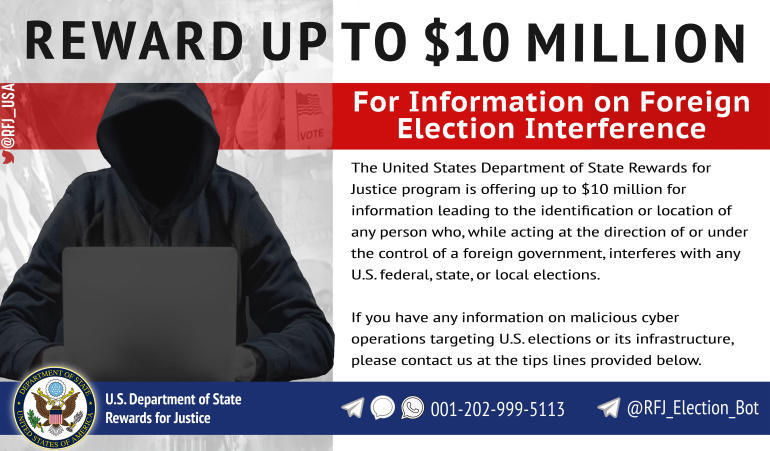 REWARD UP TO $10 MILLION
@RFJ_USA
For Information on Foreign
Election Interference
VOTE
The United States Department of State Rewards for
Justice program is offering up to $10 million for
information leading to the identification or location of
any person who, while acting at the direction of or under
the control of a foreign government, interferes with any
U.S. federal, state, or local elections.
If you have any information on malicious cyber
operations targeting U.S. elections or its infrastructure,
please contact us at the tips lines provided below.
DEPARTMENT OF STATE
UNITED STATES OF AMERICA
U.S. Department of State
Rewards for Justice
001-202-999-5113
@RFJ_Election_Bot